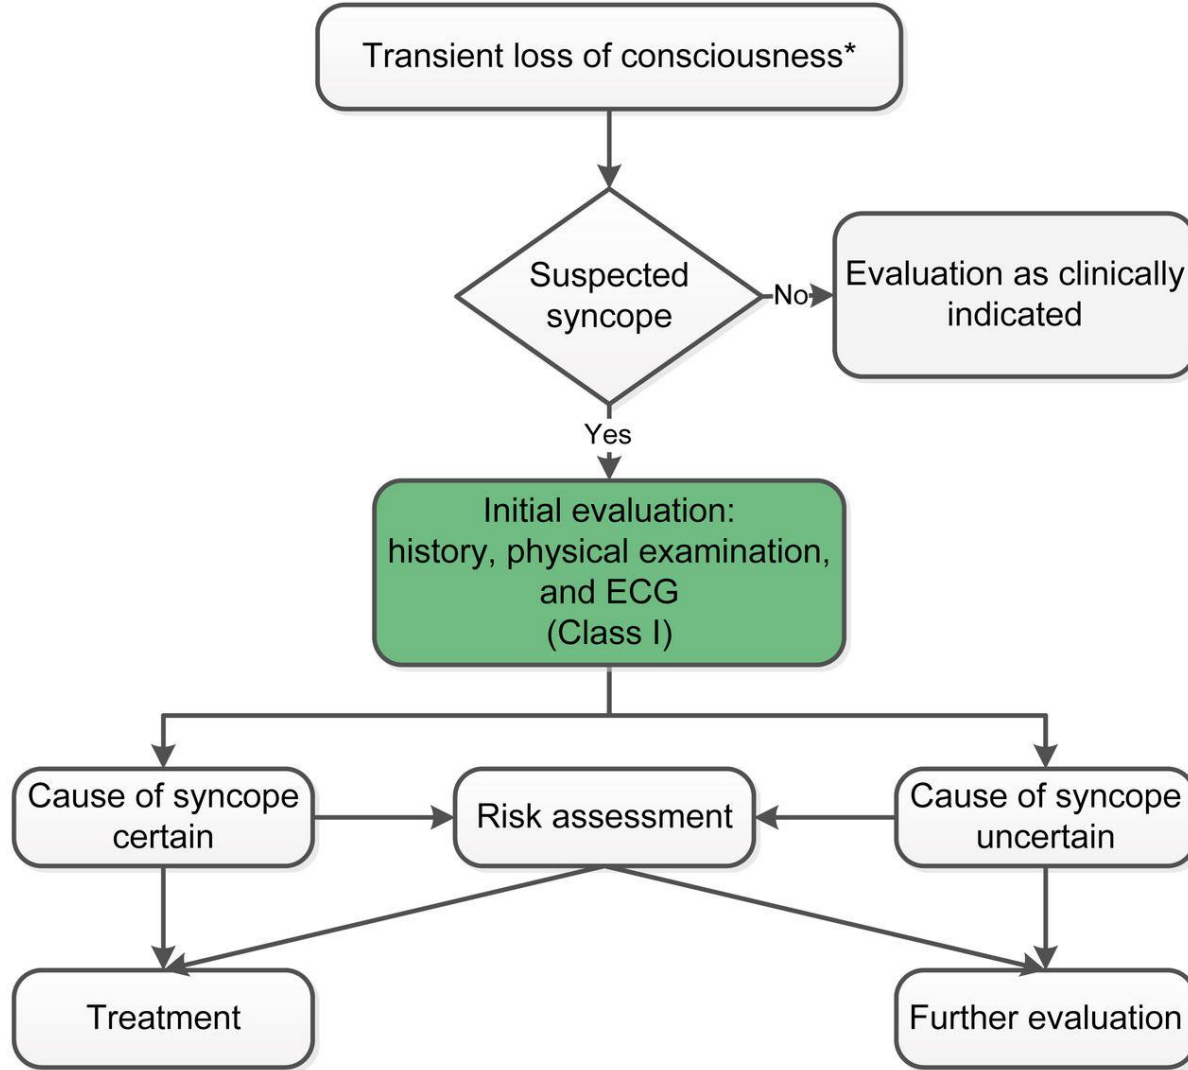 Transient loss of consciousness*
Suspected
syncope
No
Evaluation as clinically
indicated
Yes
Initial evaluation:
history, physical examination,
and ECG
(Class I)
Cause of syncope
certain
Risk assessment
Cause of syncope
uncertain
Treatment
Further evaluation